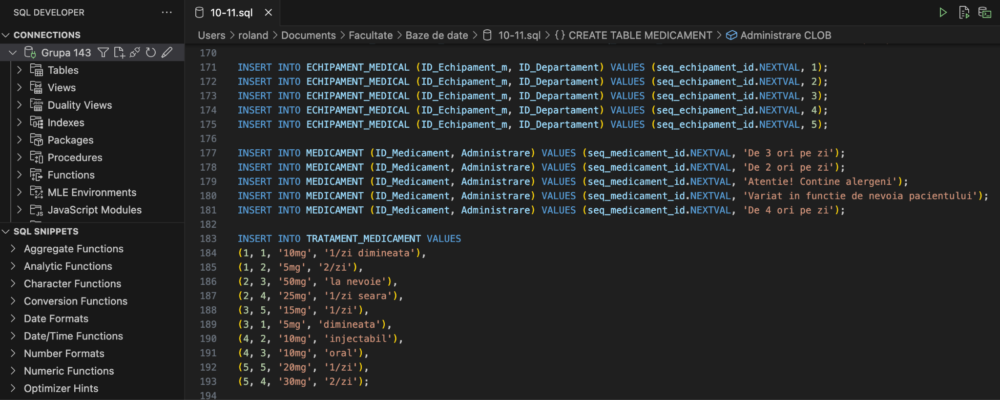 SQL DEVELOPER
CONNECTIONS
Grupa 143
Tables
Views
Duality Views
Indexes
Packages
Procedures
Functions
MLE Environments
JavaScript Modules
SQL SNIPPETS
Aggregate Functions
Analytic Functions
Character Functions
Conversion Functions
Date Formats
Date/Time Functions
Number Formats
Numeric Functions
Optimizer Hints
10-11.sql
Users > roland > Documents > Facultate > Baze de date > 10-11.sql > {} CREATE TABLE MEDICAMENT > Administrare CLOB
170
171 INSERT INTO ECHIPAMENT_MEDICAL (ID_Echipament_m, ID_Departament) VALUES (seq_echipament_id.NEXTVAL, 1);
172 INSERT INTO ECHIPAMENT_MEDICAL (ID_Echipament_m, ID_Departament) VALUES (seq_echipament_id.NEXTVAL, 2);
173 INSERT INTO ECHIPAMENT_MEDICAL (ID_Echipament_m, ID_Departament) VALUES (seq_echipament_id.NEXTVAL, 3);
174 INSERT INTO ECHIPAMENT_MEDICAL (ID_Echipament_m, ID_Departament) VALUES (seq_echipament_id.NEXTVAL, 4);
175 INSERT INTO ECHIPAMENT_MEDICAL (ID_Echipament_m, ID_Departament) VALUES (seq_echipament_id.NEXTVAL, 5);
176
177 INSERT INTO MEDICAMENT (ID_Medicament, Administrare) VALUES (seq_medicament_id.NEXTVAL, 'De 3 ori pe zi');
178 INSERT INTO MEDICAMENT (ID_Medicament, Administrare) VALUES (seq_medicament_id.NEXTVAL, 'De 2 ori pe zi');
179 INSERT INTO MEDICAMENT (ID_Medicament, Administrare) VALUES (seq_medicament_id.NEXTVAL, 'Atentie! Contine alergeni');
180 INSERT INTO MEDICAMENT (ID_Medicament, Administrare) VALUES (seq_medicament_id.NEXTVAL, 'Variat in functie de nevoia pacientului');
181 INSERT INTO MEDICAMENT (ID_Medicament, Administrare) VALUES (seq_medicament_id.NEXTVAL, 'De 4 ori pe zi');
182
183 INSERT INTO TRATAMENT_MEDICAMENT VALUES
184 (1, 1, '10mg', '1/zi dimineata'),
185 (1, 2, '5mg', '2/zi'),
186 (2, 3, '50mg', 'la nevoie'),
187 (2, 4, '25mg', '1/zi seara'),
188 (3, 5, '15mg', '1/zi'),
189 (3, 1, '5mg', 'dimineata'),
190 (4, 2, '10mg', 'injectabil'),
191 (4, 3, '10mg', 'oral'),
192 (5, 5, '20mg', '1/zi'),
193 (5, 4, '30mg', '2/zi');
194